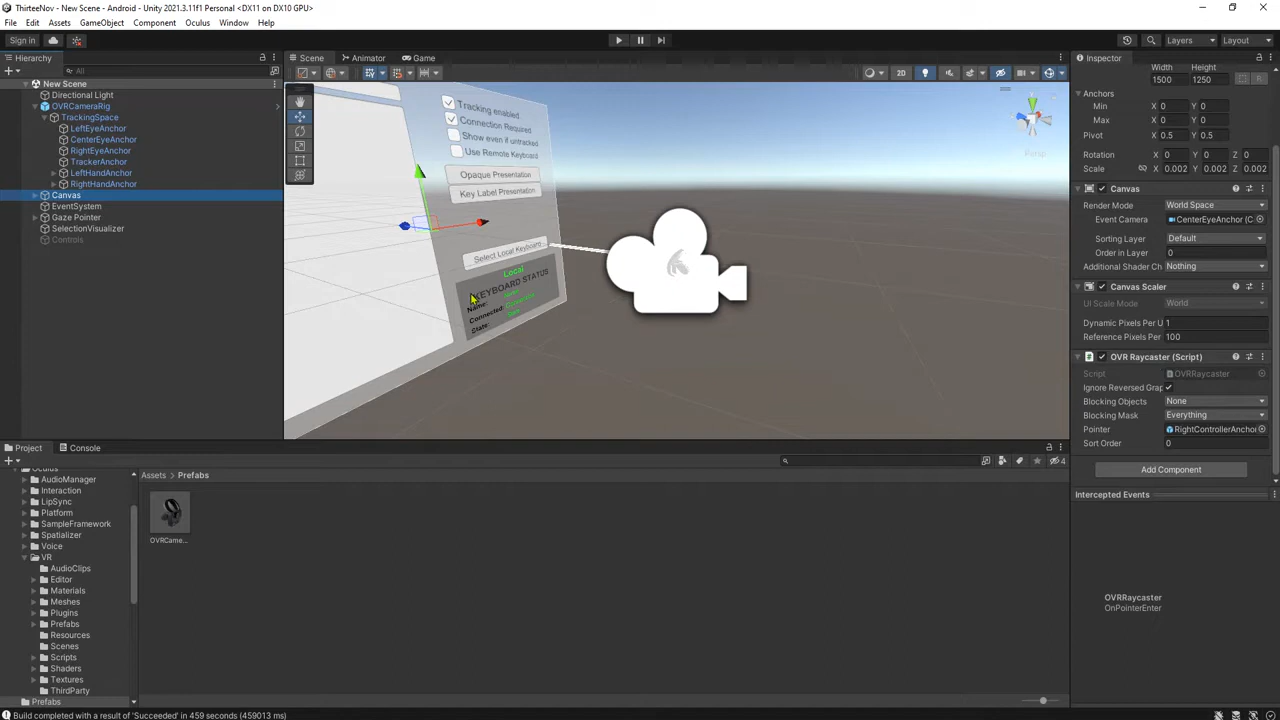 ThirteeNov - New Scene - Android - Unity 2021.3.11f1 Personal <DX11 on DX10 GPU>
File Edit Assets GameObject Component Oculus Window Help
Sign in Layers Layout
Hierarchy Scene Animator Game Inspector
All
2D
New Scene
Directional Light
OVRCameraRig
TrackingSpace
LeftEyeAnchor
CenterEyeAnchor
RightEyeAnchor
TrackerAnchor
LeftHandAnchor
RightHandAnchor
Canvas
EventSystem
Gaze Pointer
SelectionVisualizer
Controls
Tracking enabled
Connection Required
Show even if untracked
Use Remote Keyboard
Opaque Presentation
Key Label Presentation
Select Local Keyboard
Local
KEYBOARD STATUS
Name:
Connected:
State:
Persp
Width Height
1500 1250
Anchors
Min X 0 Y 0
Max X 0 Y 0
Pivot X 0.5 Y 0.5
Rotation X 0 Y 0 Z 0
Scale X 0.002 Y 0.002 Z 0.002
Canvas
Render Mode World Space
Event Camera CenterEyeAnchor (C
Sorting Layer Default
Order in Layer 0
Additional Shader Ch Nothing
Canvas Scaler
UI Scale Mode World
Dynamic Pixels Per U 1
Reference Pixels Per 100
OVR Raycaster (Script)
Script OVRRaycaster
Ignore Reversed Grap
Blocking Objects None
Blocking Mask Everything
Pointer RightControllerAnchor
Sort Order 0
Add Component
Intercepted Events
OVRRaycaster
OnPointerEnter
Project Console
4
Assets Prefabs
OVRCame...
Oculus
AudioManager
Interaction
LipSync
Platform
SampleFramework
Spatializer
Voice
VR
AudioClips
Editor
Materials
Meshes
Plugins
Prefabs
Resources
Scenes
Scripts
Shaders
Textures
ThirdParty
Prefabs
Build completed with a result of 'Succeeded' in 459 seconds (459013 ms)